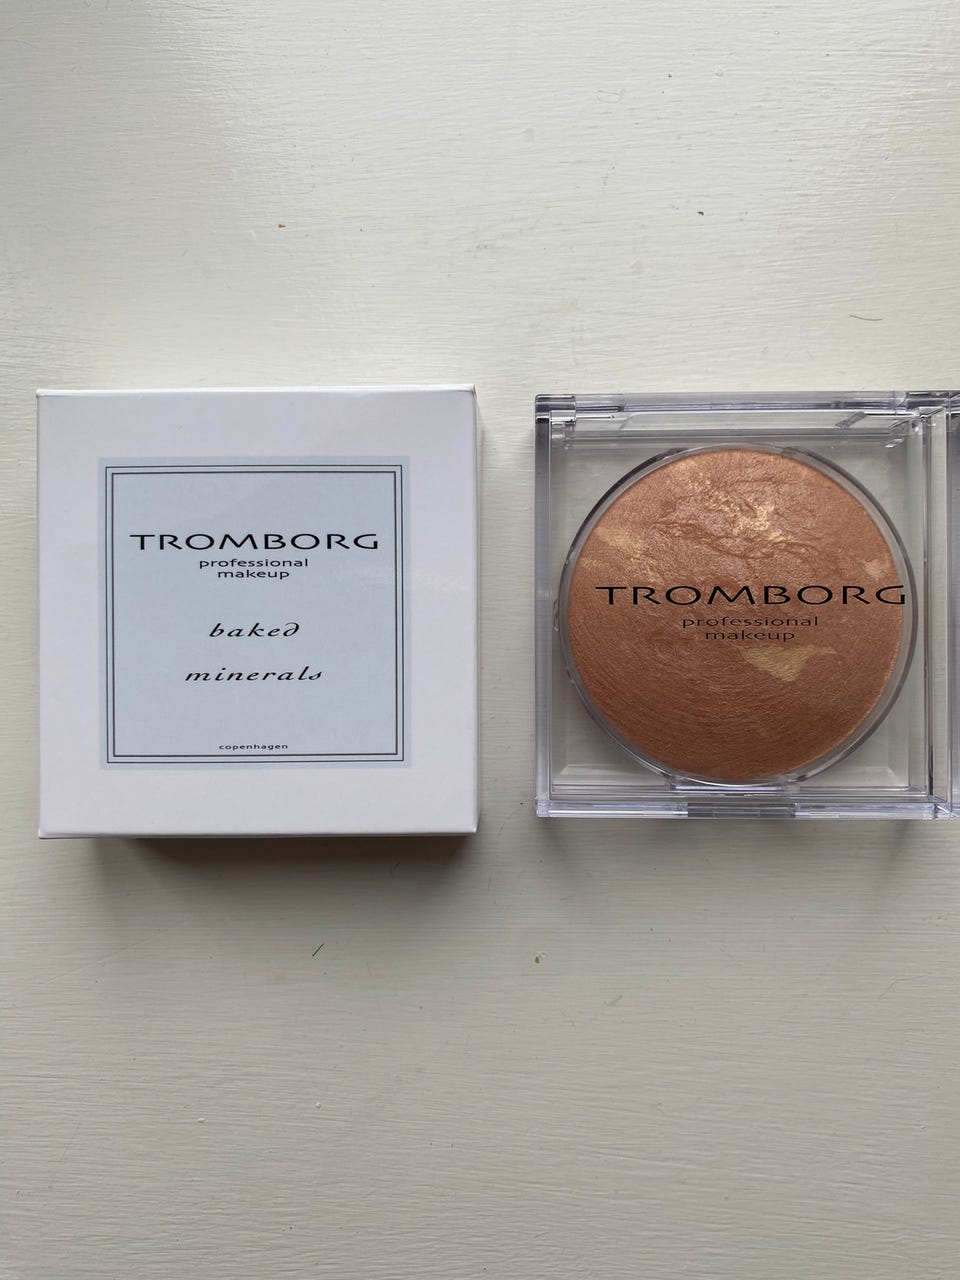 TROMBORG
professional
makeup
baked
minerals
copenhagen
TROMBORG
professional
makeup